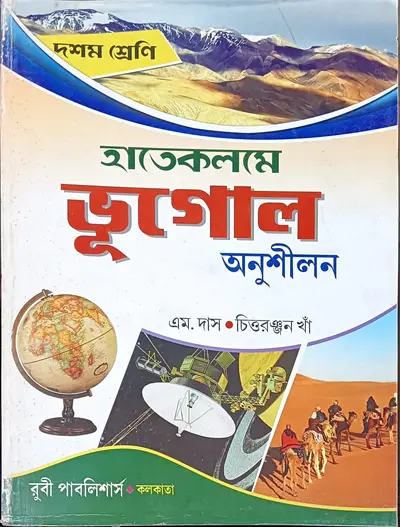 দশম শ্রেণি
হাতেকলমে
ভূগোল
অনুশীলন
এম. দাস • চিত্তরঞ্জন খাঁ
রুবী পাবলিশার্স • কলকাতা